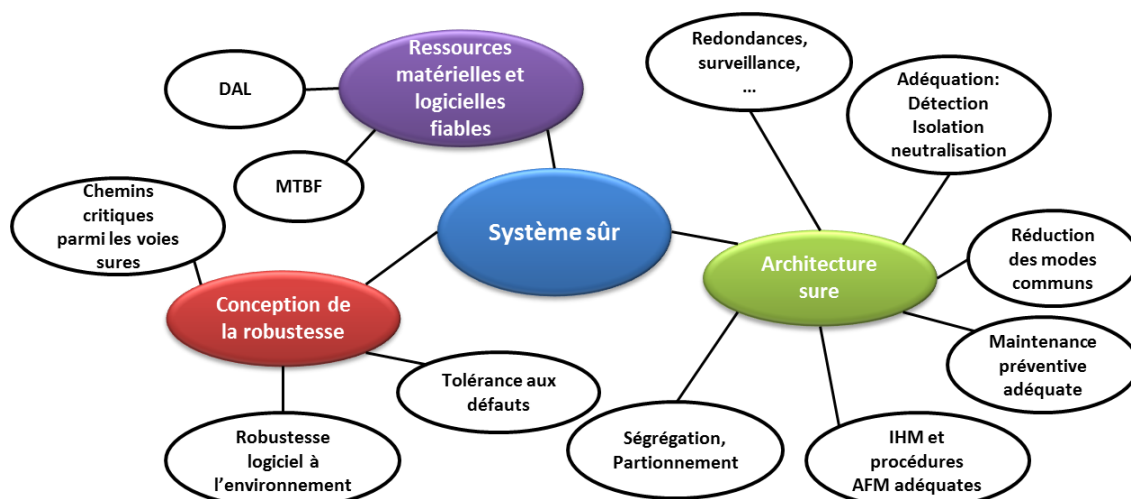 Ressources
matérielles et
logicielles
fiables
DAL
MTBF
Redondances,
surveillance,
...
Adéquation:
Détection
Isolation
neutralisation
Chemins
critiques
parmi les voies
sures
Système sûr
Architecture
sure
Réduction
des modes
communs
Conception de
la robustesse
Maintenance
préventive
adéquate
Tolérance aux
défauts
Robustesse
logiciel à
l'environnement
Ségrégation,
Partionnement
IHM et
procédures
AFM adéquates